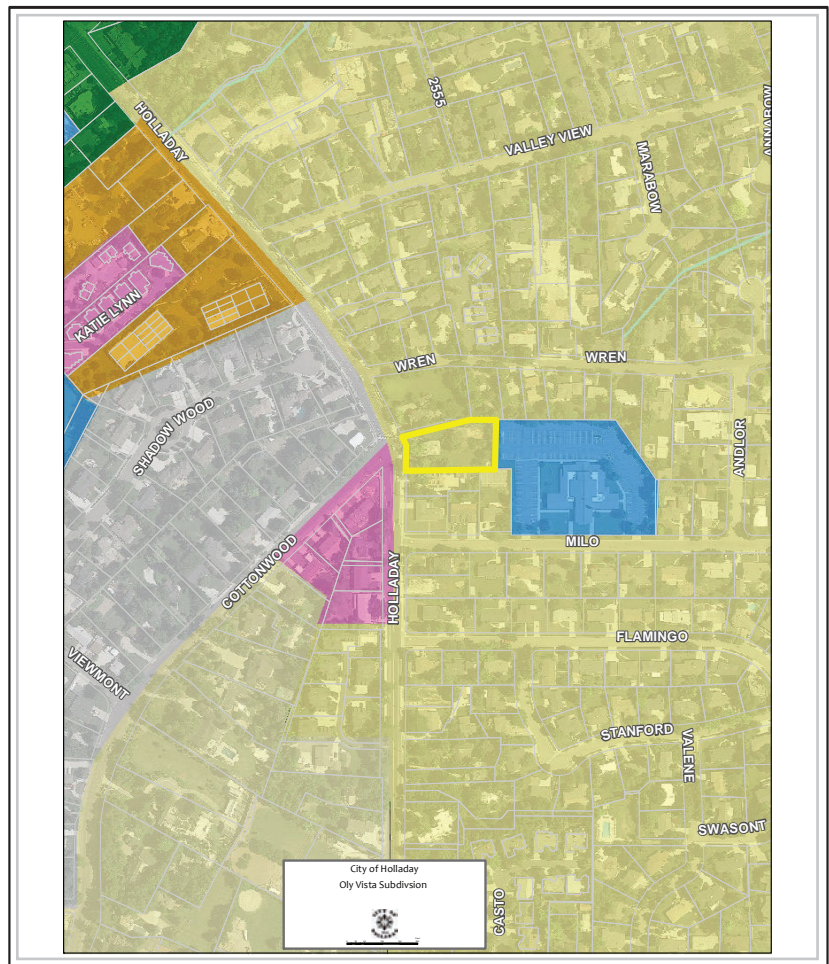 HOLLADAY
2555
VALLEY VIEW
ANNABOW
MARABOW
KATIE LYNN
WREN
WREN
SHADOW WOOD
ANDLOR
MILO
COTTONWOOD
HOLLADAY
FLAMINGO
VIEWMONT
STANFORD
VALENE
SWASONT
CASTO
City of Holladay
Oly Vista Subdivsion